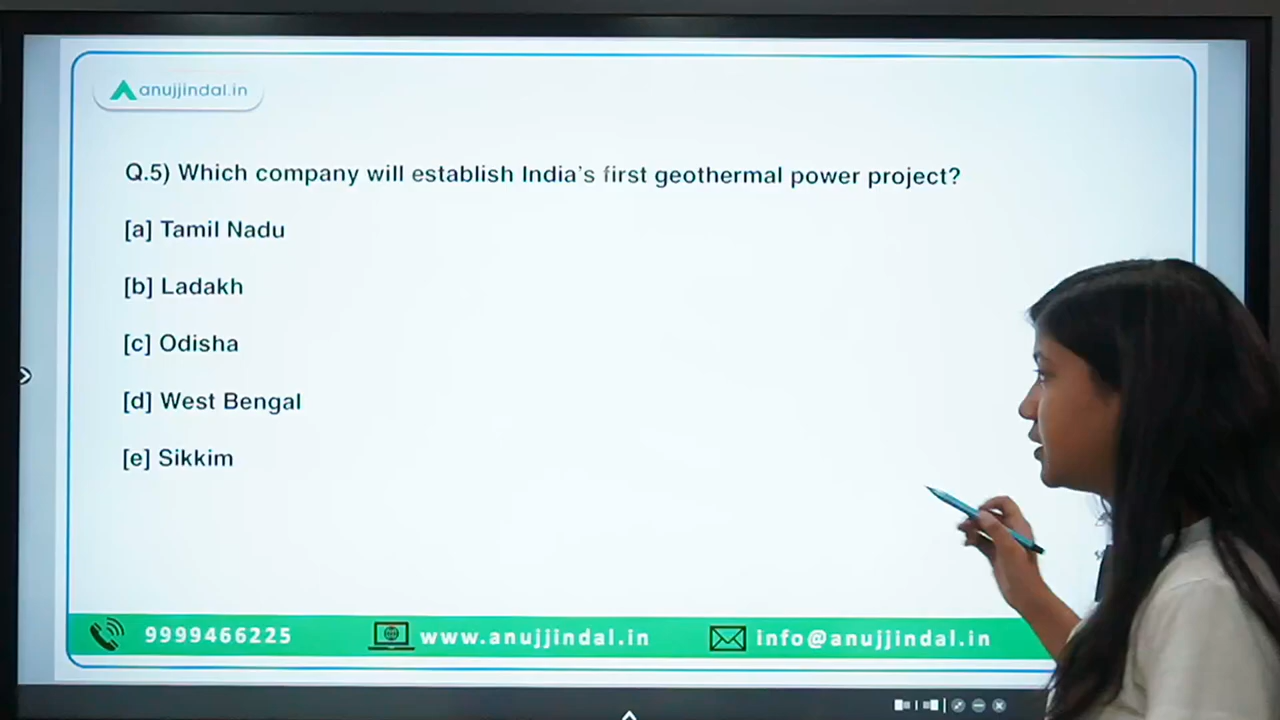 anujjindal.in
Q.5) Which company will establish India's first geothermal power project?
[a] Tamil Nadu
[b] Ladakh
[c] Odisha
[d] West Bengal
[e] Sikkim
9999466225 www.anujjindal.in info@anujjindal.in